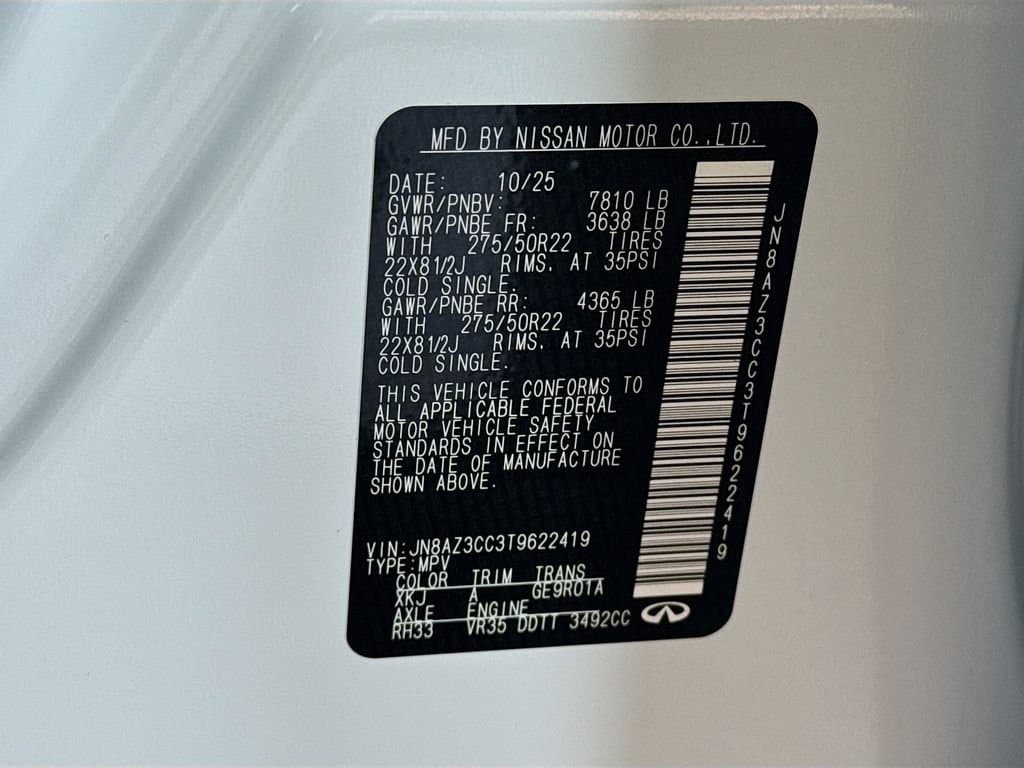 MFD BY NISSAN MOTOR CO.,LTD.
DATE: 10/25
GVWR/PNBV: 7810 LB
GAWR/PNBE FR: 3638 LB
WITH 275/50R22 TIRES
22X81/2J RIMS. AT 35PSI
COLD SINGLE.
GAWR/PNBE RR: 4365 LB
WITH 275/50R22 TIRES
22X81/2J RIMS. AT 35PSI
COLD SINGLE.
THIS VEHICLE CONFORMS TO
ALL APPLICABLE FEDERAL
MOTOR VEHICLE SAFETY
STANDARDS IN EFFECT ON
THE DATE OF MANUFACTURE
SHOWN ABOVE.
VIN:JN8AZ3CC3T9622419
TYPE:MPV
COLOR TRIM TRANS
XKJ A GE9R01A
AXLE ENGINE
RH33 VR35 DDTT 3492CC
JN8AZ3CC3T9622419